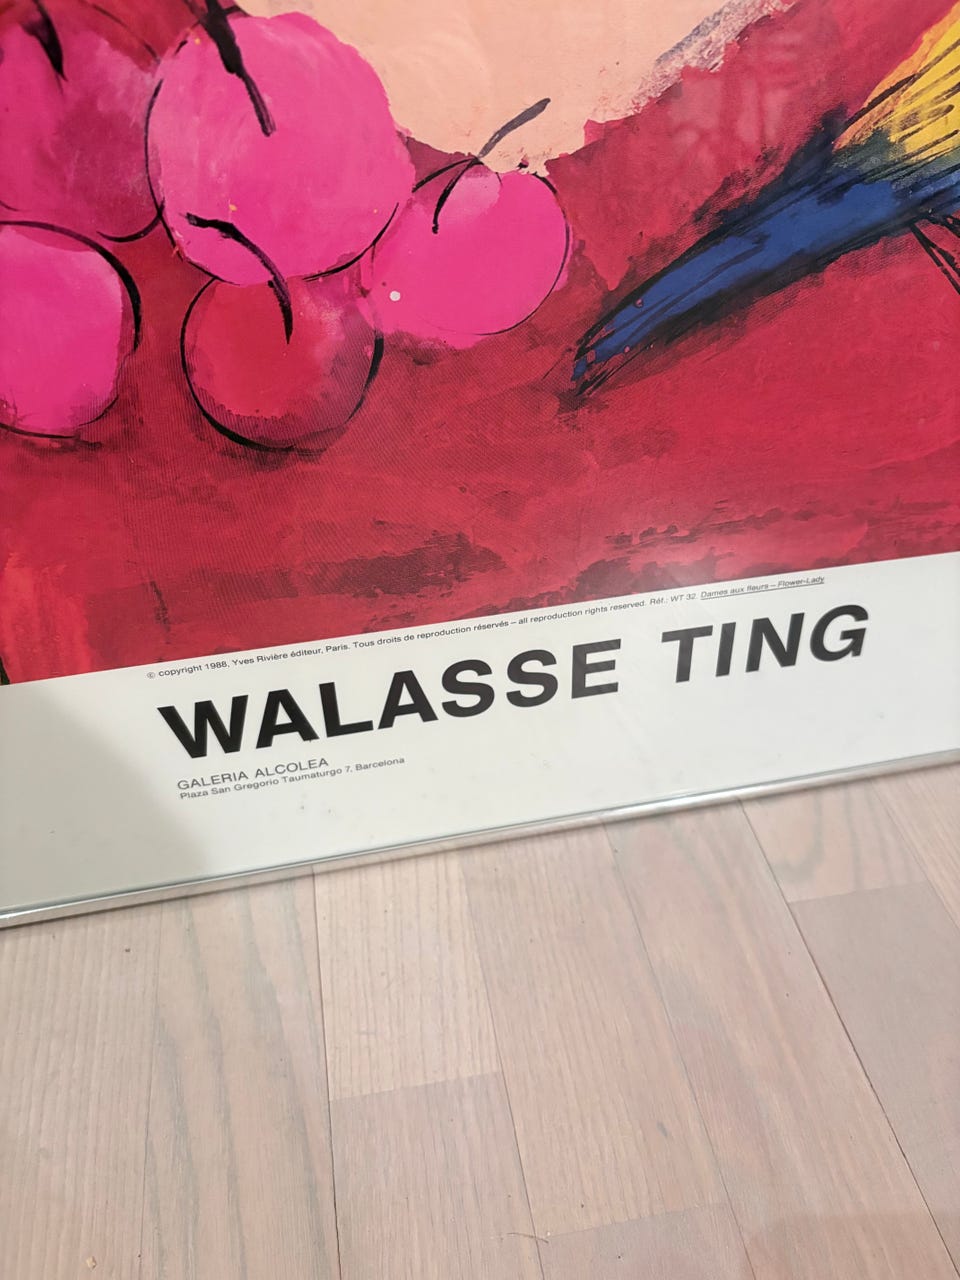 © copyright 1988, Yves Rivière éditeur, Paris. Tous droits de reproduction réservés – all reproduction rights reserved. Réf.: WT 32. Dames aux fleurs – Flower-Lady
WALASSE TING
GALERIA ALCOLEA
Plaza San Gregorio Taumaturgo 7, Barcelona